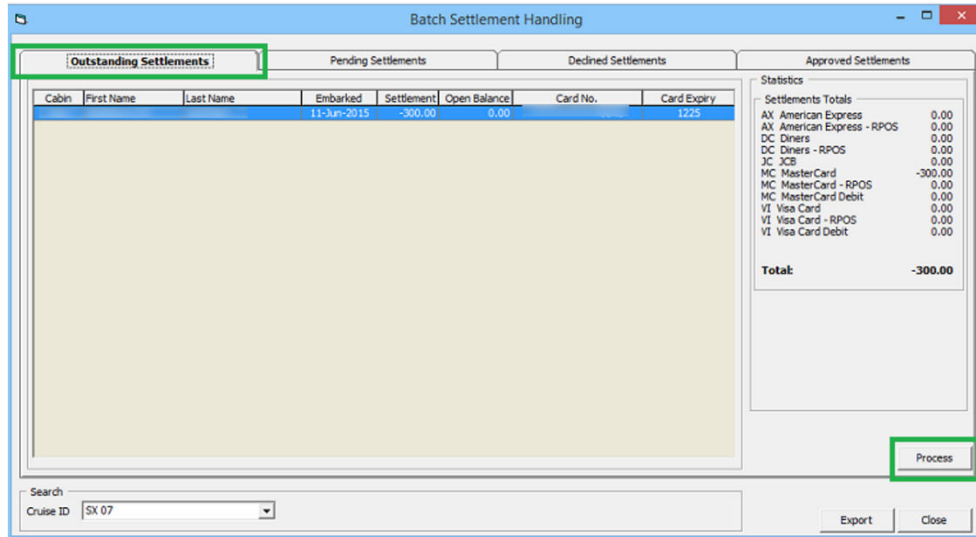 Batch Settlement Handling
Outstanding Settlements Pending Settlements Declined Settlements Approved Settlements
Cabin First Name Last Name Embarked Settlement Open Balance Card No. Card Expiry
11-Jun-2015 -300.00 0.00 1225
Statistics
Settlements Totals
AX American Express 0.00
AX American Express - RPOS 0.00
DC Diners 0.00
DC Diners - RPOS 0.00
JC JCB 0.00
MC MasterCard -300.00
MC MasterCard - RPOS 0.00
MC MasterCard Debit 0.00
VI Visa Card 0.00
VI Visa Card - RPOS 0.00
VI Visa Card Debit 0.00
Total: -300.00
Process
Search
Cruise ID SX 07
Export Close